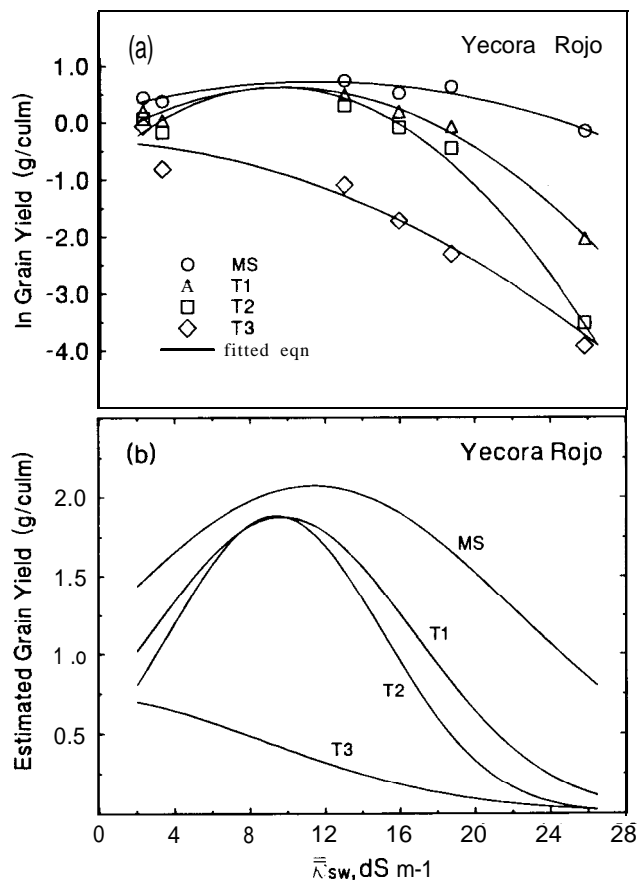 (a) Yecora Rojo
ln Grain Yield (g/culm)
1.0
0.0
-1.0
-2.0
-3.0
-4.0
MS
T1
T2
T3
fitted eqn
(b) Yecora Rojo
Estimated Grain Yield (g/culm)
2.0
1.5
1.0
0.5
MS
T1
T2
T3
0 4 8 12 16 20 24 28
κ̿sw, dS m-1